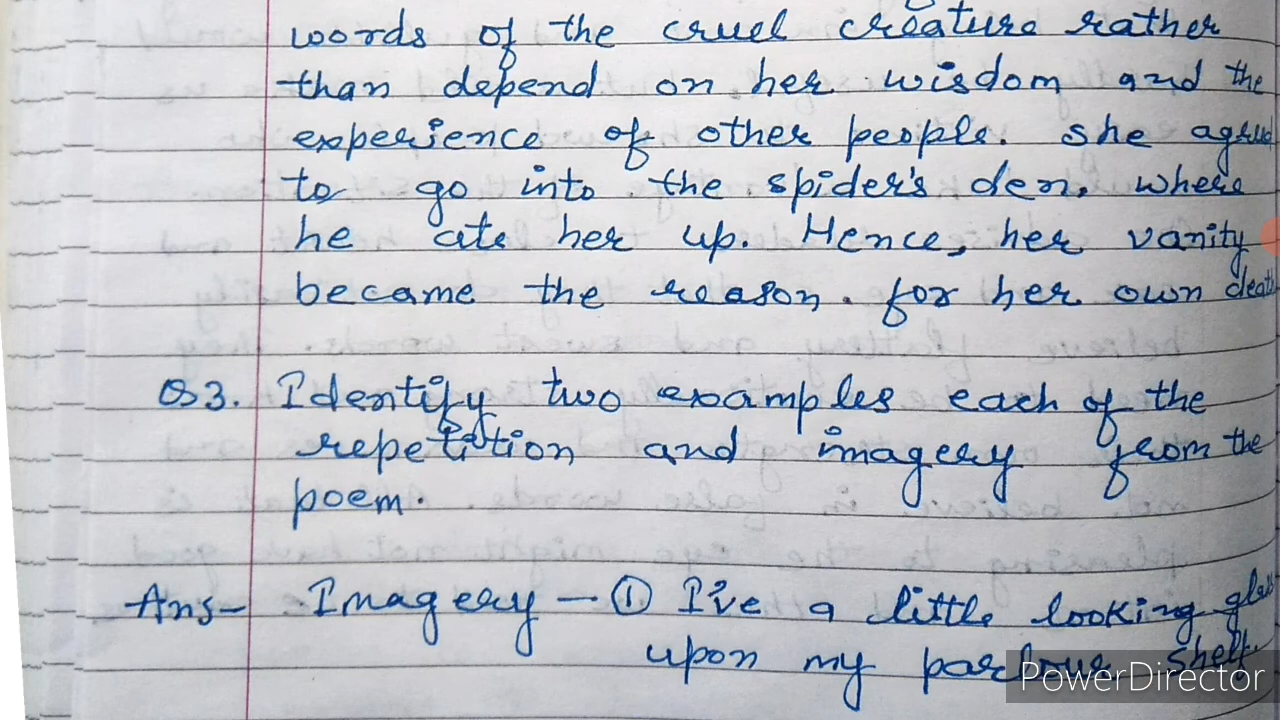 words of the cruel creature rather
than depend on her wisdom and the
experience of other people. She agreed
to go into the spider's den, where
he ate her up. Hence, her vanity
became the reason. for her own death
Q3. Identify two examples each of the
repetition and imagery from the
poem.
Ans- Imagery - ① I've a little looking glass
upon my parlour shelf.
PowerDirector